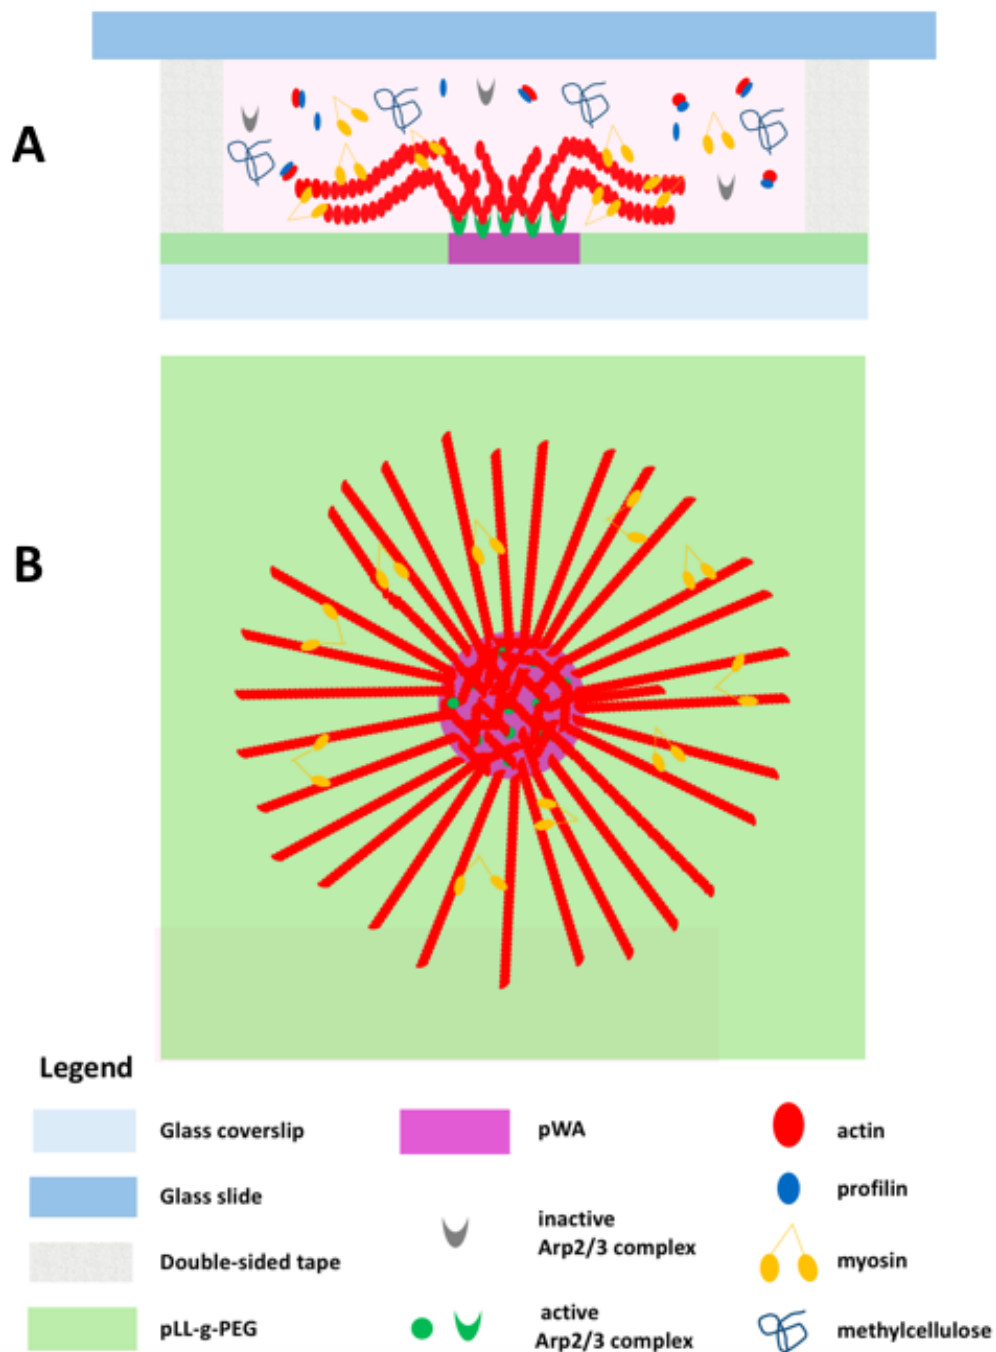 A
B
Legend
Glass coverslip
Glass slide
Double-sided tape
pLL-g-PEG
pWA
inactive
Arp2/3 complex
active
Arp2/3 complex
actin
profilin
myosin
methylcellulose